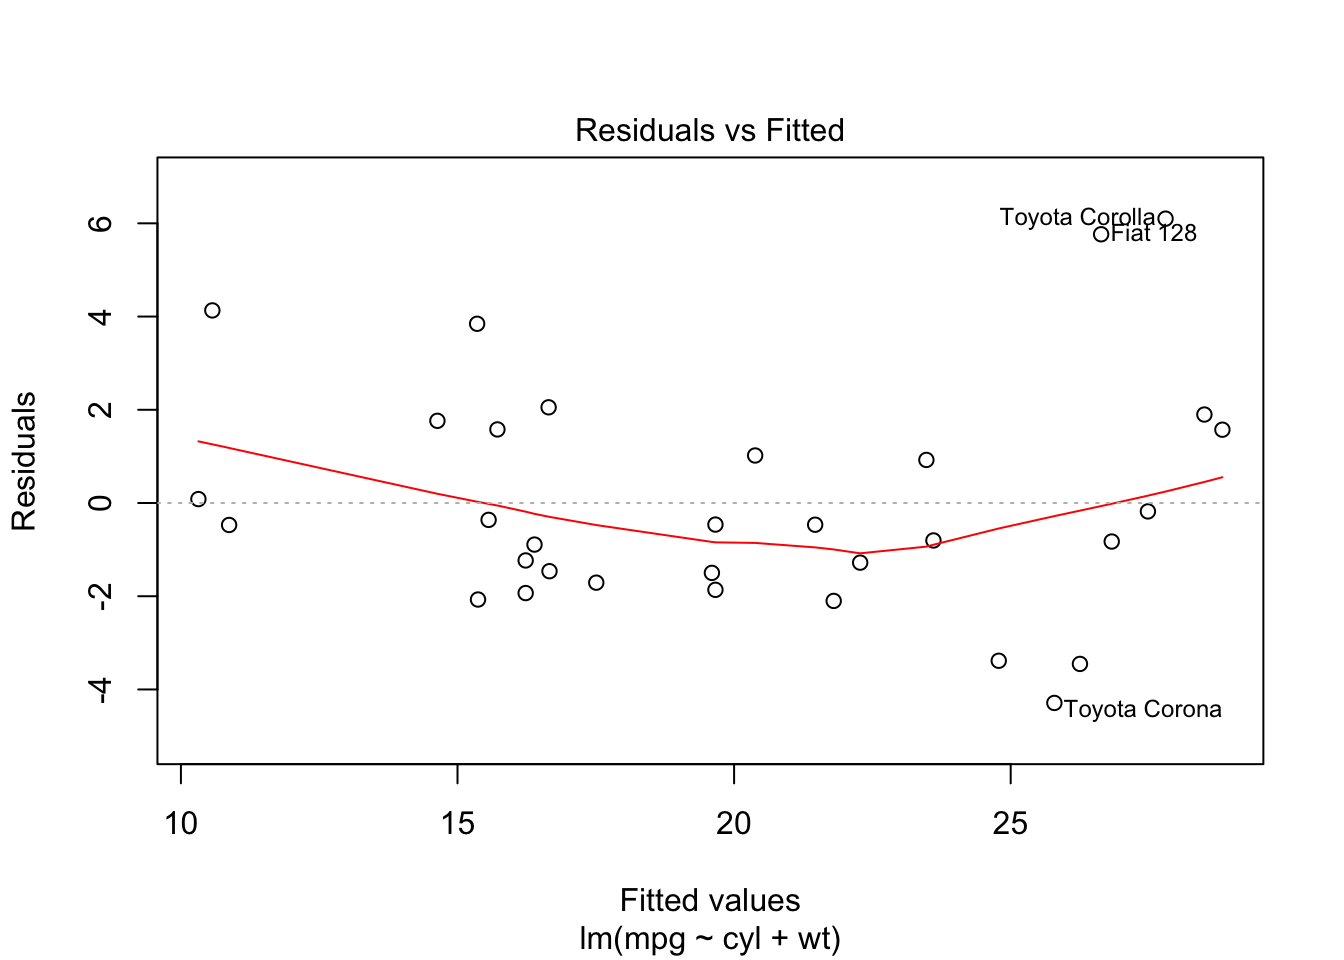 Residuals vs Fitted
Residuals
6
4
2
0
-2
-4
Toyota Corolla
Fiat 128
Toyota Corona
10 15 20 25
Fitted values
lm(mpg ~ cyl + wt)